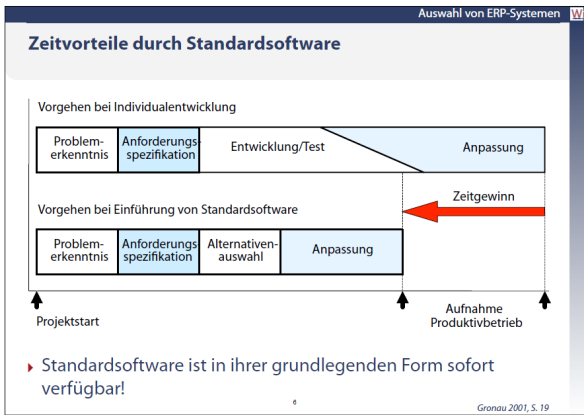 Auswahl von ERP-Systemen W
Zeitvorteile durch Standardsoftware
Vorgehen bei Individualentwicklung
Problem-
erkenntnis
Anforderungs
spezifikation
Entwicklung/Test
Anpassung
Zeitgewinn
Vorgehen bei Einführung von Standardsoftware
Problem-
erkenntnis
Anforderungs
spezifikation
Alternativen-
auswahl
Anpassung
Projektstart
Aufnahme
Produktivbetrieb
Standardsoftware ist in ihrer grundlegenden Form sofort
verfügbar!
6
Gronau 2001, S. 19